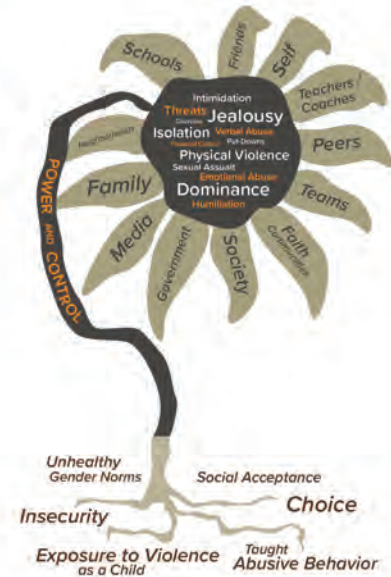 Schools
Friends
Self
Teachers /
Coaches
Peers
Teams
Faith
Communities
Society
Government
Media
Family
Neighborhoods
Intimidation
Threats
Jealousy
Isolation
Verbal Abuse
Put-Downs
Physical Violence
Sexual Assualt
Emotional Abuse
Dominance
Humiliation
POWER AND CONTROL
Unhealthy
Gender Norms
Social Acceptance
Insecurity
Choice
Exposure to Violence
as a Child
Taught
Abusive Behavior